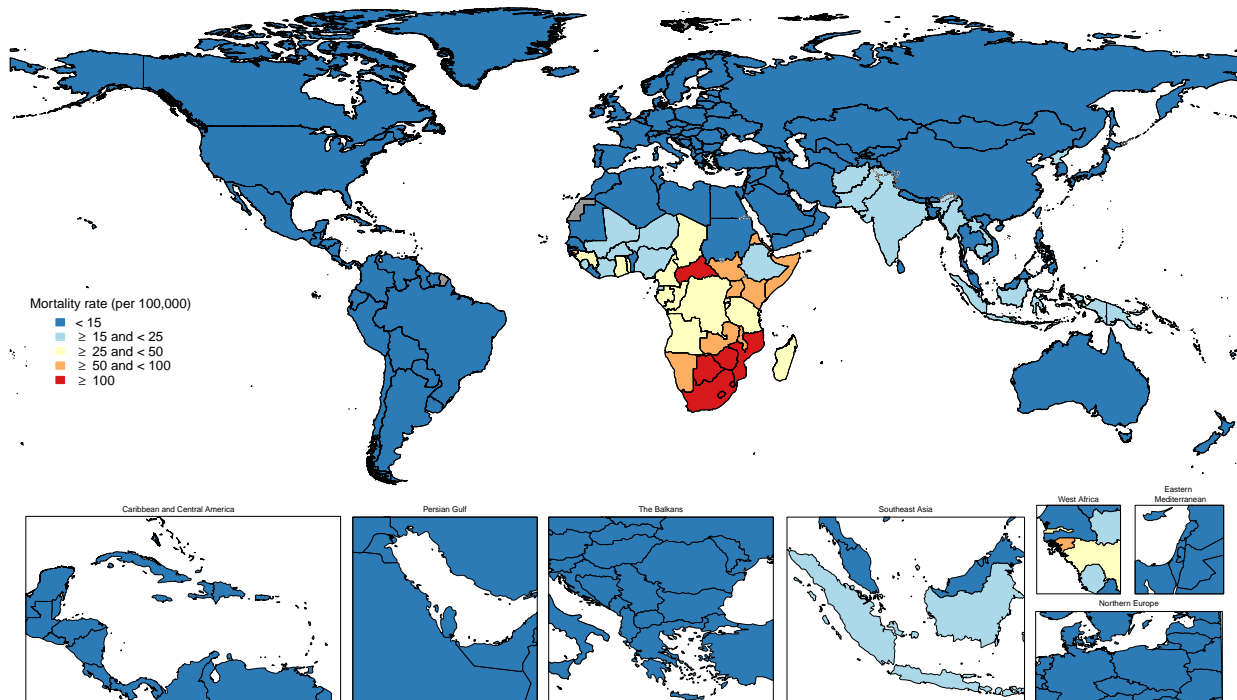 Mortality rate (per 100,000)
< 15
≥ 15 and < 25
≥ 25 and < 50
≥ 50 and < 100
≥ 100
Caribbean and Central America
Persian Gulf
The Balkans
Southeast Asia
West Africa
Eastern
Mediterranean
Northern Europe